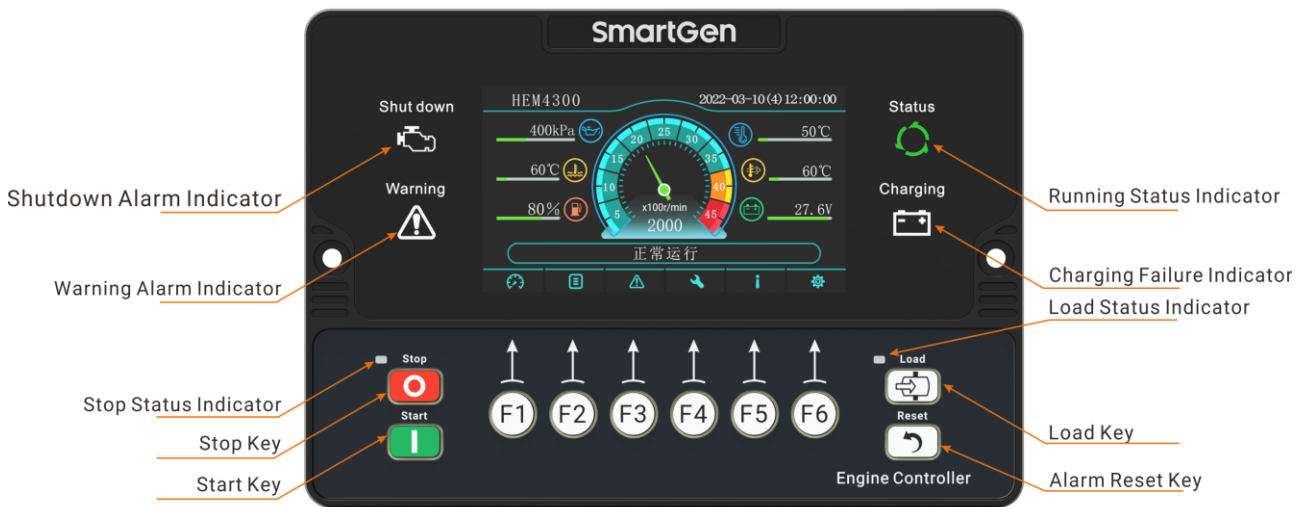 SmartGen
HEM4300
2022-03-10(4)12:00:00
Shut down
Status
400kPa
50℃
60℃
60℃
80%
27.6V
5
10
15
20
25
30
35
40
45
x100r/min
2000
正常运行
Warning
Charging
Shutdown Alarm Indicator
Warning Alarm Indicator
Running Status Indicator
Charging Failure Indicator
Load Status Indicator
Stop
Load
Start
Reset
F1
F2
F3
F4
F5
F6
Stop Status Indicator
Stop Key
Start Key
Load Key
Alarm Reset Key
Engine Controller